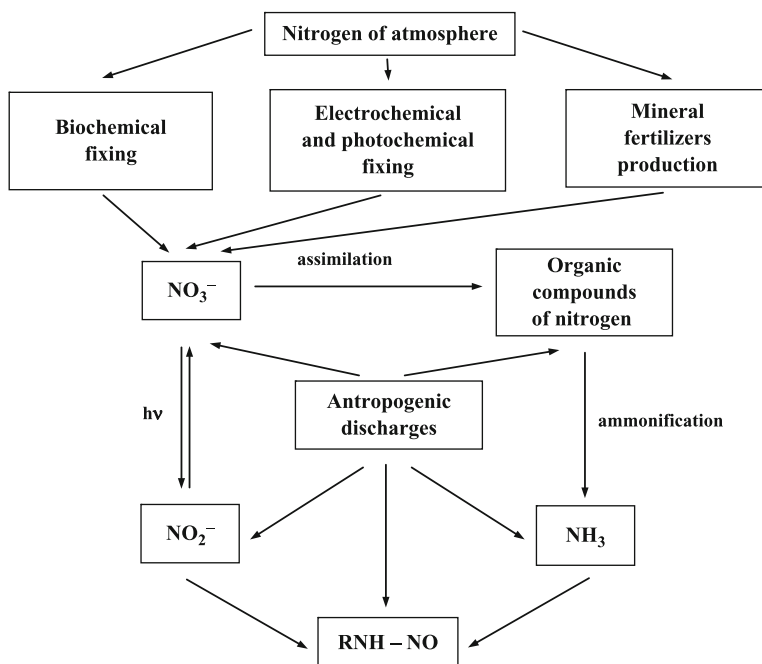 Nitrogen of atmosphere
Biochemical
fixing
Electrochemical
and photochemical
fixing
Mineral
fertilizers
production
assimilation
NO₃⁻
Organic
compounds
of nitrogen
hν
Antropogenic
discharges
ammonification
NO₂⁻
NH₃
RNH – NO